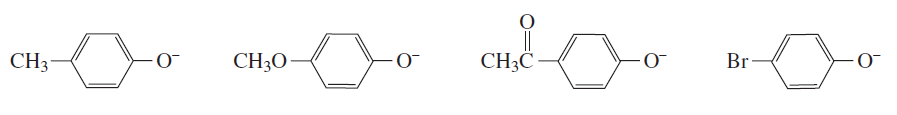 O
CH₃ O⁻ CH₃O O⁻ CH₃C O⁻ Br O⁻